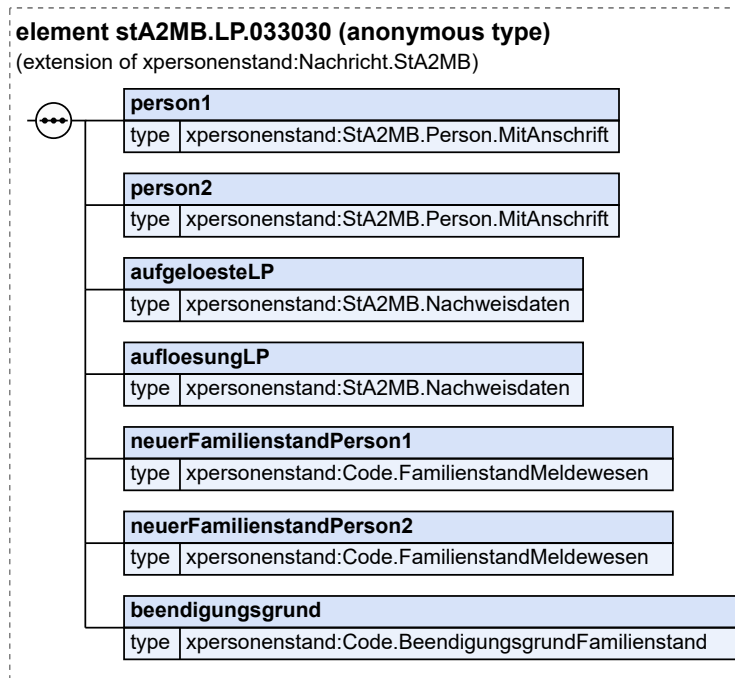 element stA2MB.LP.033030 (anonymous type)
(extension of xpersonenstand:Nachricht.StA2MB)
person1
type xpersonenstand:StA2MB.Person.MitAnschrift
person2
type xpersonenstand:StA2MB.Person.MitAnschrift
aufgeloesteLP
type xpersonenstand:StA2MB.Nachweisdaten
aufloesungLP
type xpersonenstand:StA2MB.Nachweisdaten
neuerFamilienstandPerson1
type xpersonenstand:Code.FamilienstandMeldewesen
neuerFamilienstandPerson2
type xpersonenstand:Code.FamilienstandMeldewesen
beendigungsgrund
type xpersonenstand:Code.BeendigungsgrundFamilienstand